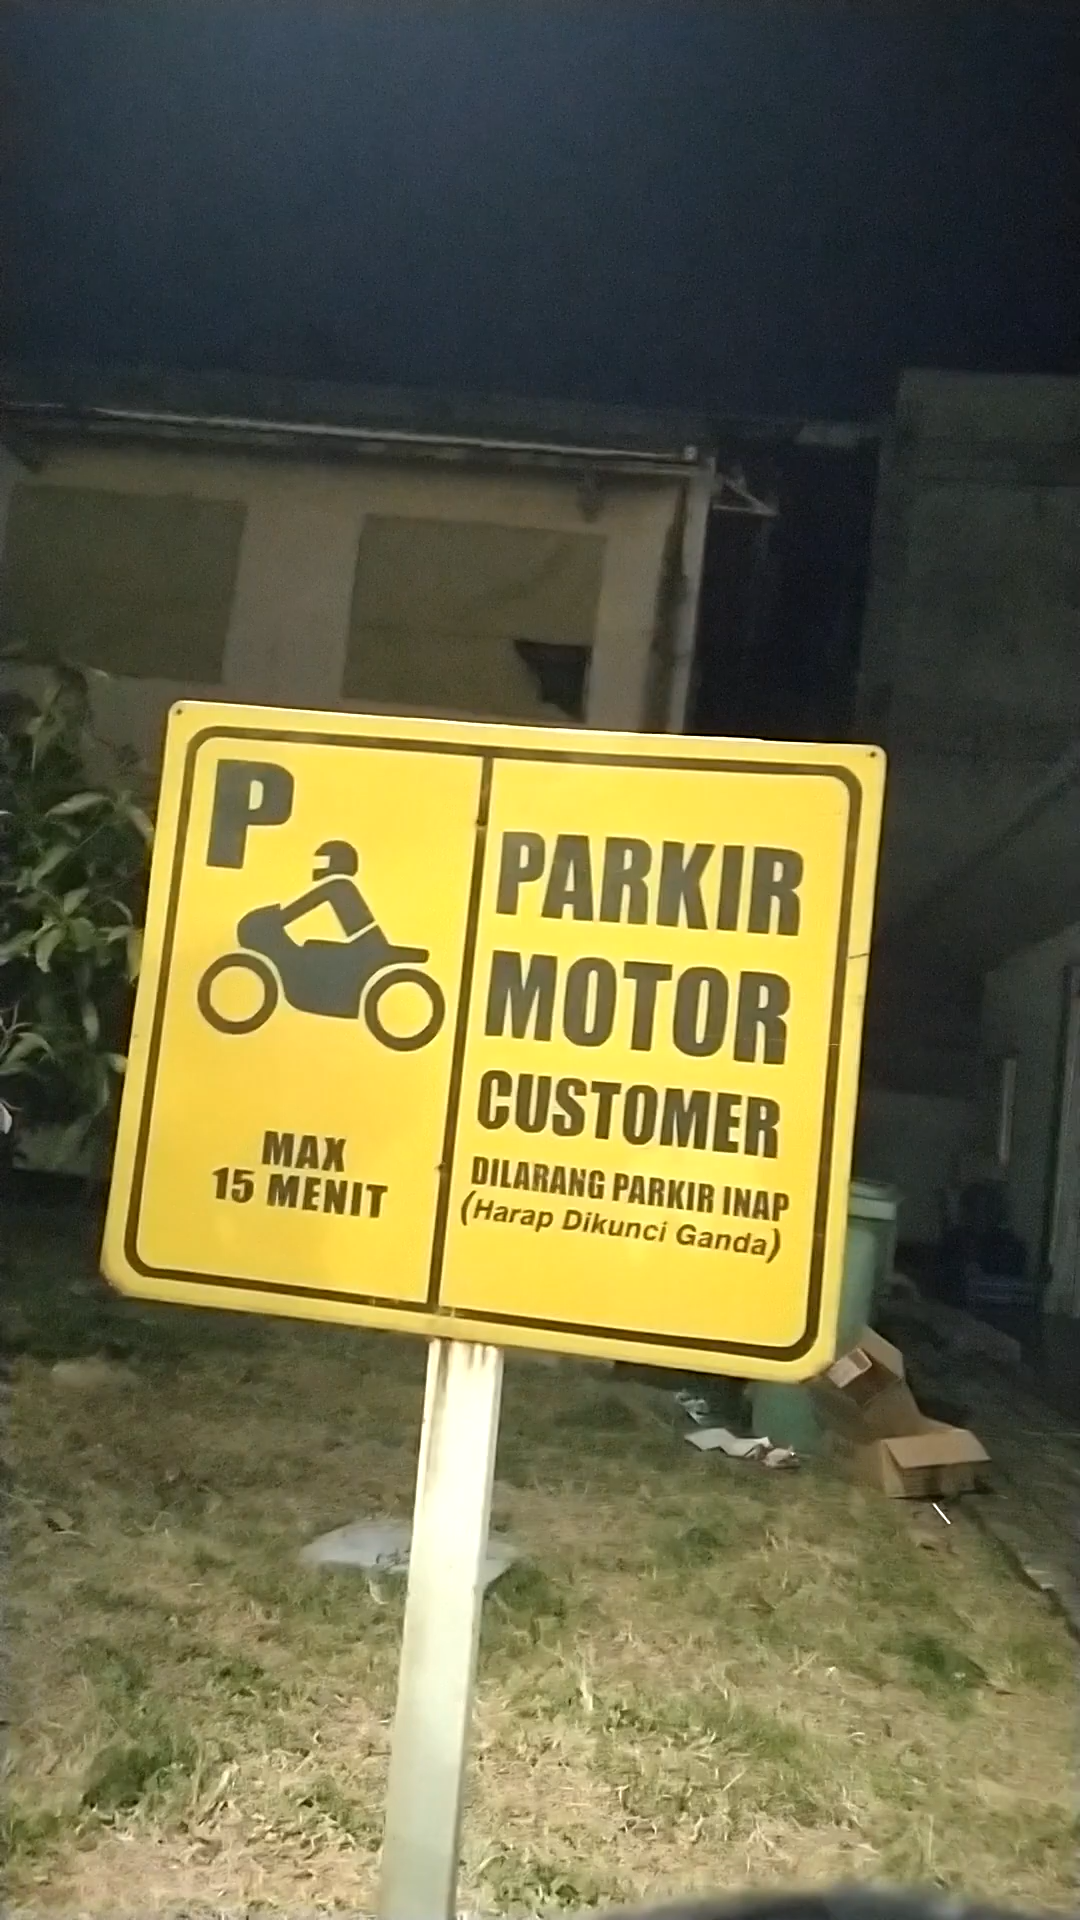 P
MAX
15 MENIT
PARKIR
MOTOR
CUSTOMER
DILARANG PARKIR INAP
(Harap Dikunci Ganda)